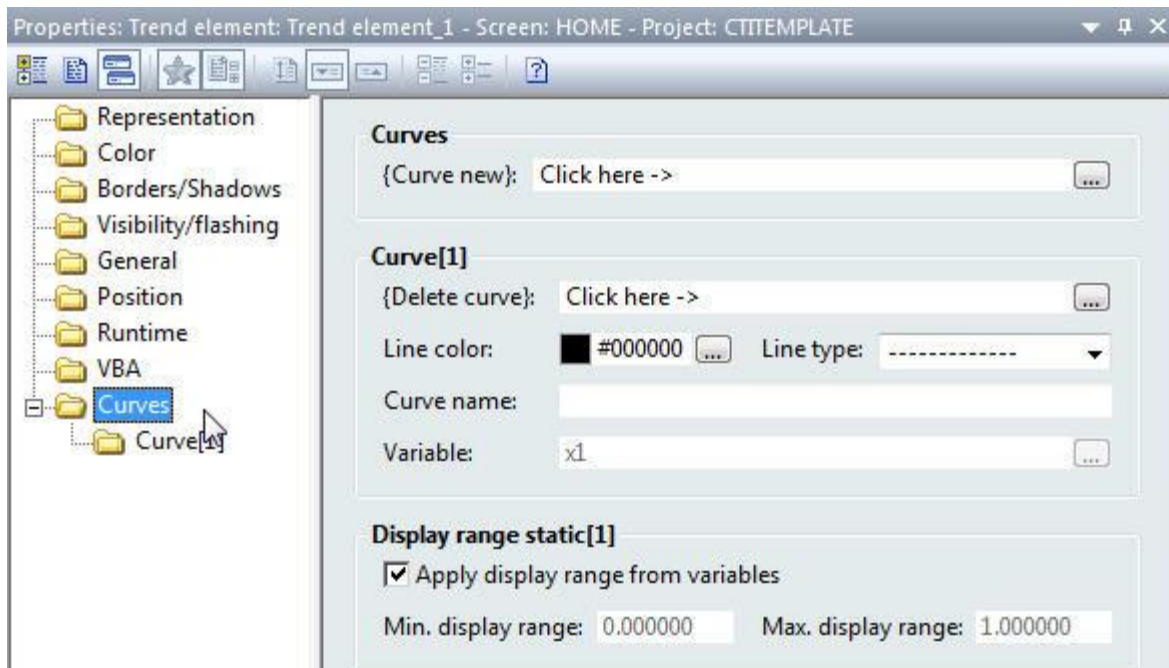 Properties: Trend element: Trend element_1 - Screen: HOME - Project: CTITEMPLATE
Representation
Color
Borders/Shadows
Visibility/flashing
General
Position
Runtime
VBA
Curves
Curve[1]
Curves
{Curve new}: Click here -> ...
Curve[1]
{Delete curve}: Click here -> ...
Line color: #000000 ... Line type: -------------
Curve name:
Variable: x1 ...
Display range static[1]
Apply display range from variables
Min. display range: 0.000000 Max. display range: 1.000000